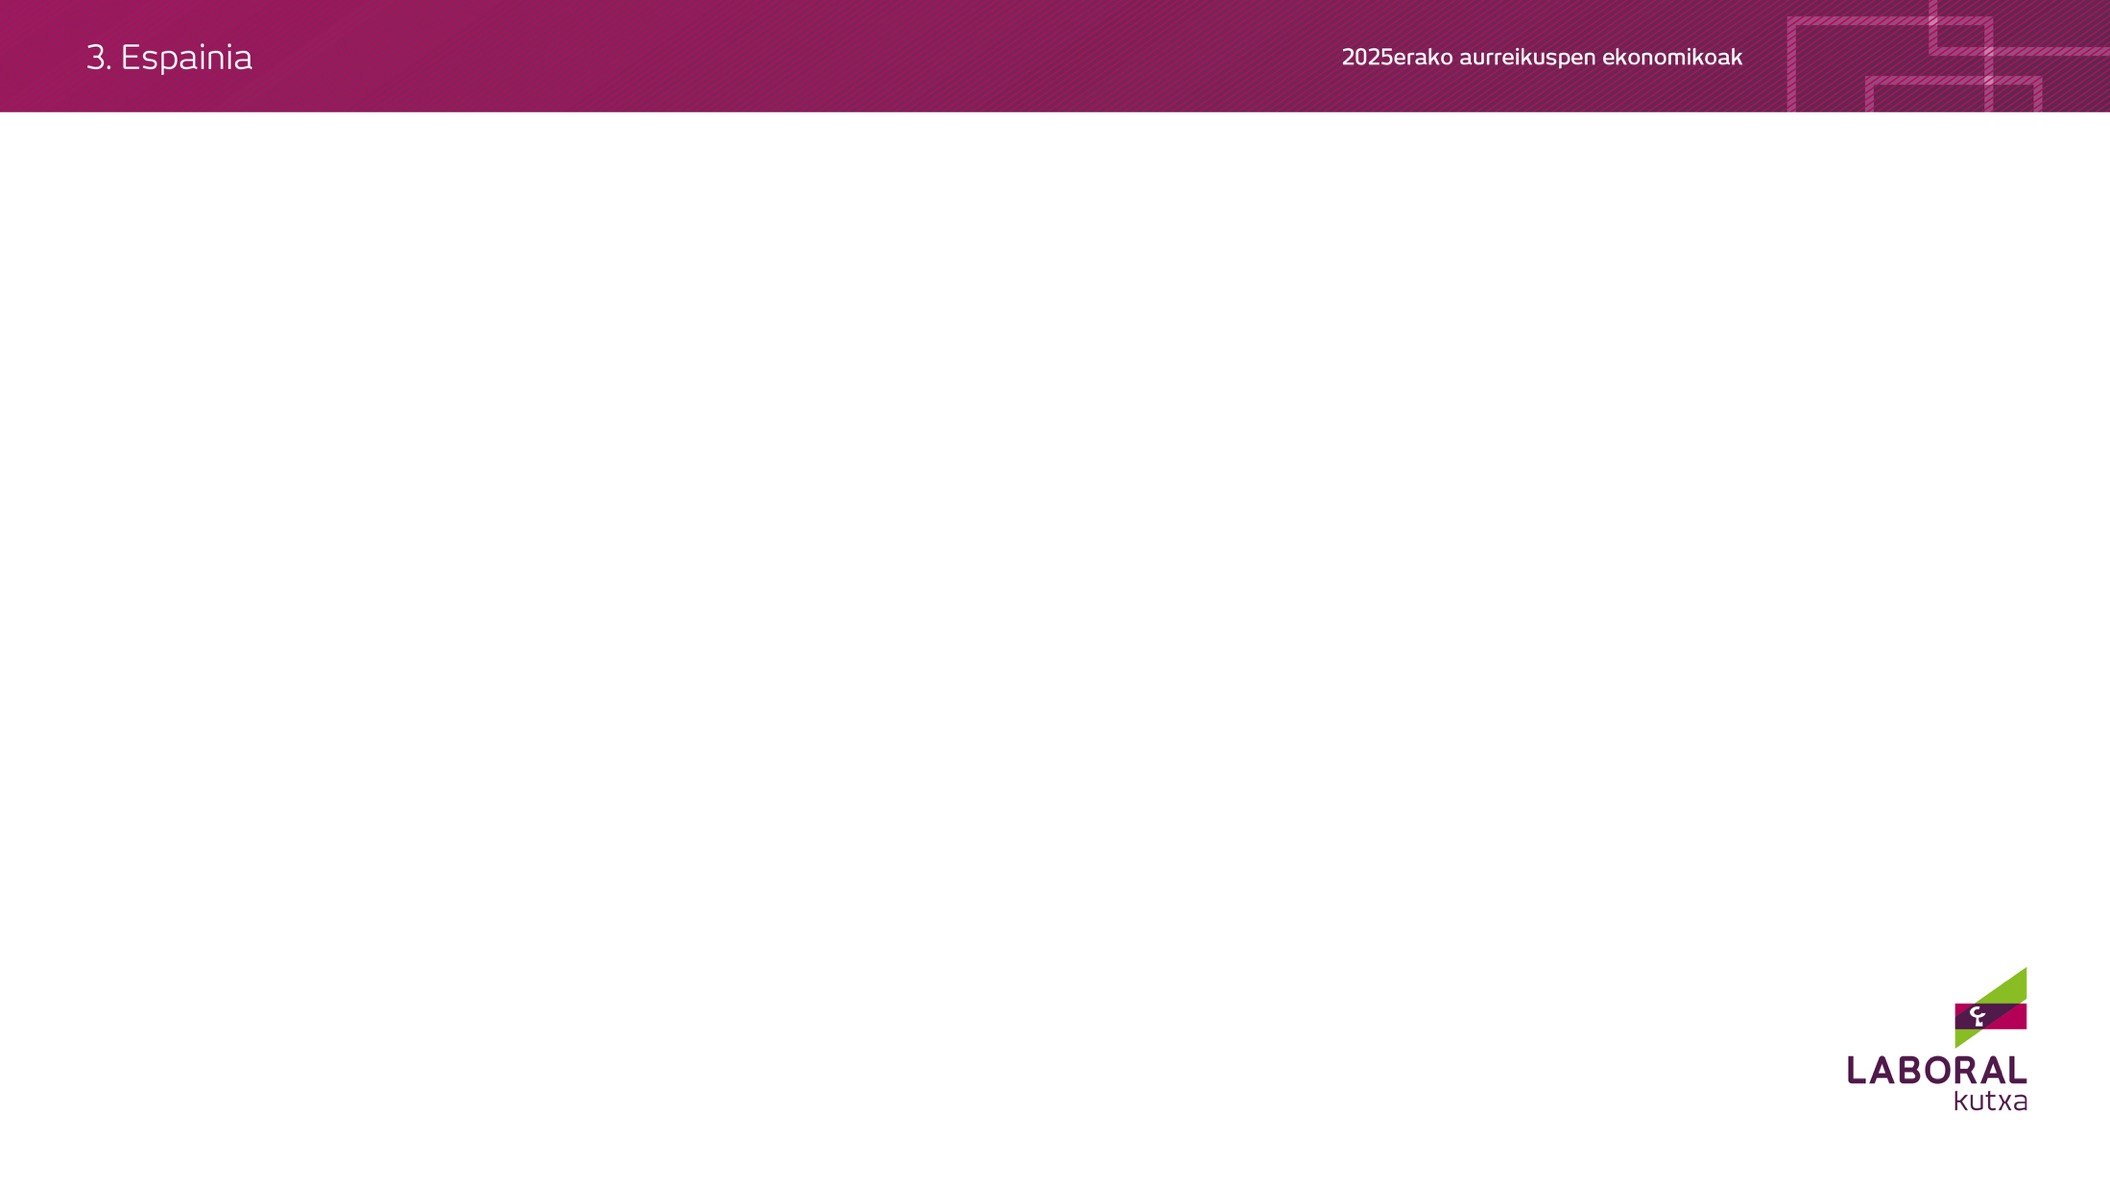 3. Espainia
2025erako aurreikuspen ekonomikoak
LABORAL
kutxa